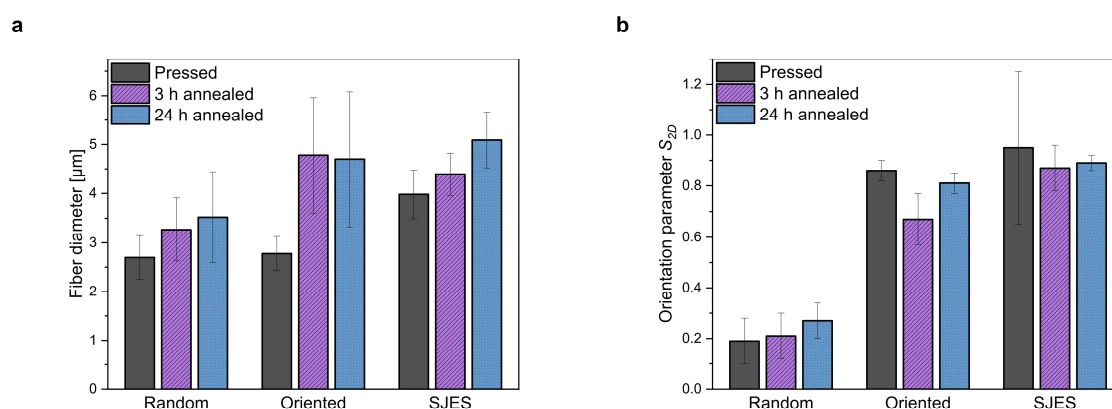 a
Pressed
3 h annealed
24 h annealed
Fiber diameter [µm]
6
5
4
3
2
1
0
Random Oriented SJES
b
Pressed
3 h annealed
24 h annealed
Orientation parameter S2D
1.2
1.0
0.8
0.6
0.4
0.2
0.0
Random Oriented SJES